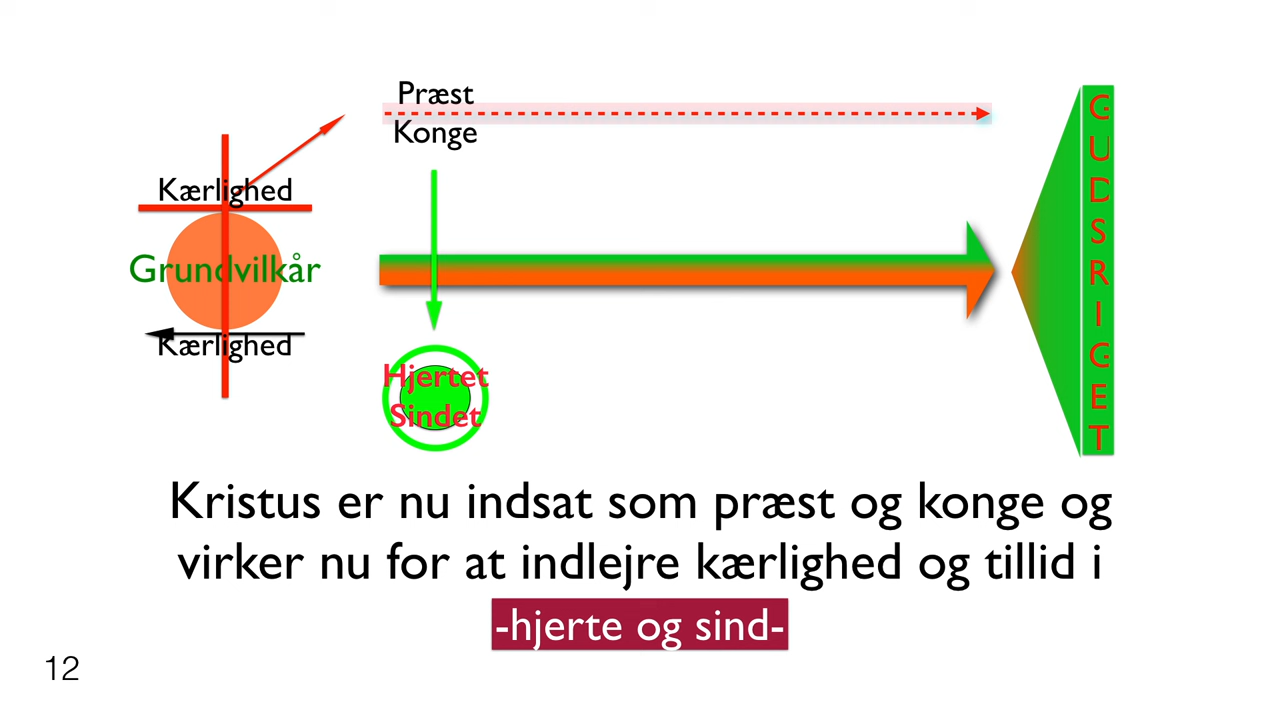 Præst
Konge
Kærlighed
Grundvilkår
Kærlighed
Hjertet
Sindet
GUDSRIGET
Kristus er nu indsat som præst og konge og
virker nu for at indlejre kærlighed og tillid i
-hjerte og sind-
12